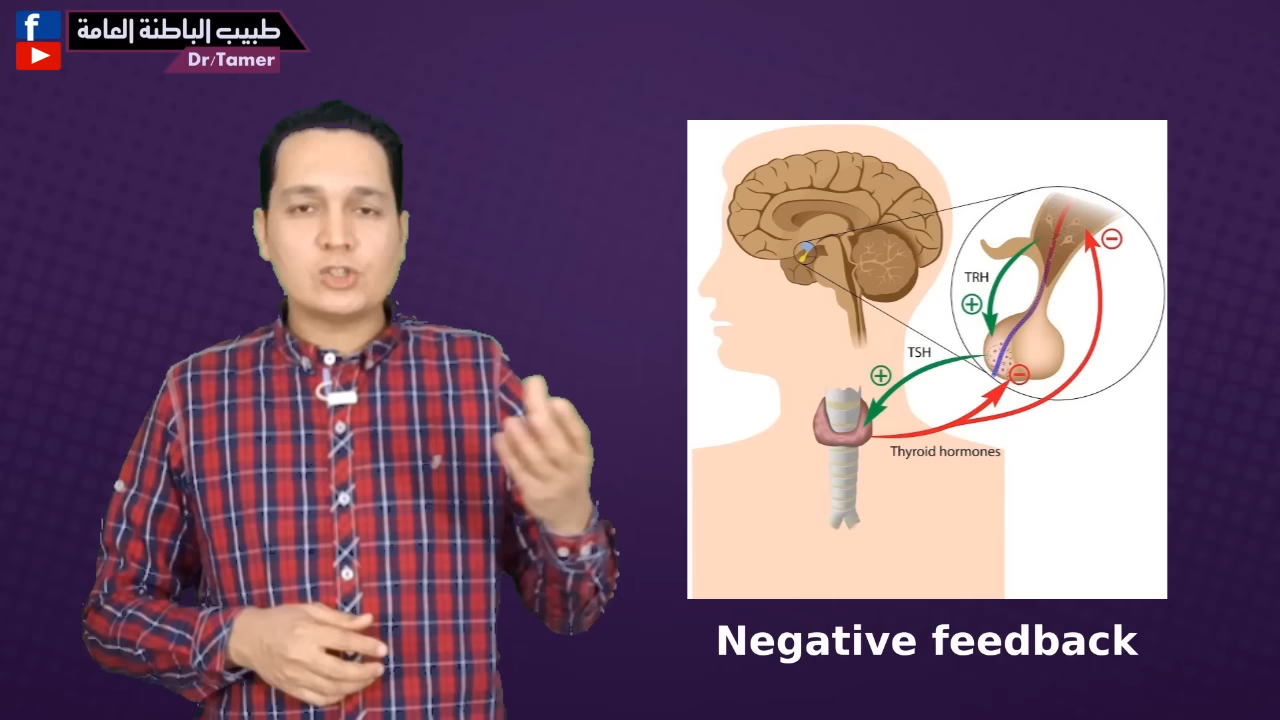 طبيب الباطنة العامة
Dr/Tamer
TRH
TSH
Thyroid hormones
Negative feedback